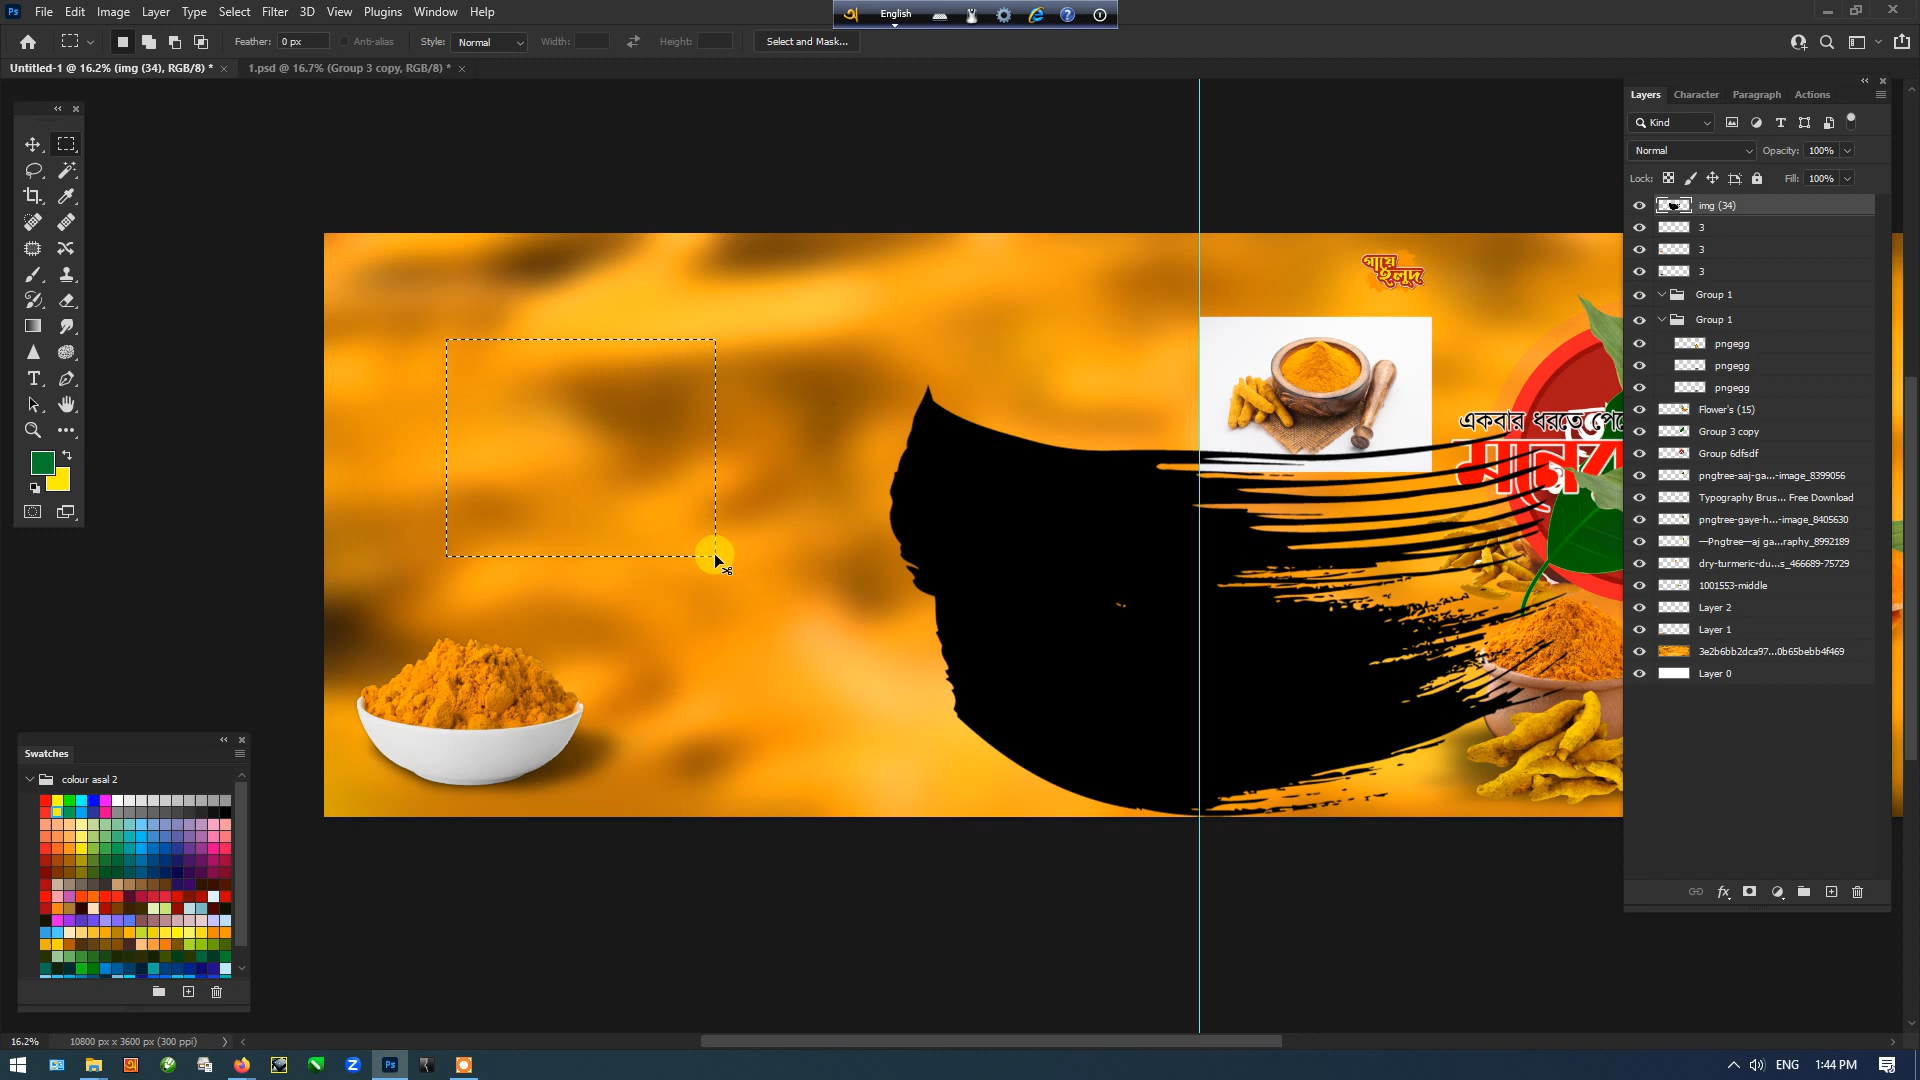 File Edit Image Layer Type Select Filter 3D View Plugins Window Help
অ English
Feather: 0 px Anti-alias Style: Normal Width: Height: Select and Mask...
Untitled-1 @ 16.2% (img (34), RGB/8) * 1.psd @ 16.7% (Group 3 copy, RGB/8) *
Layers Character Paragraph Actions
Kind
Normal Opacity: 100%
Lock: Fill: 100%
img (34)
3
3
3
Group 1
Group 1
pngegg
pngegg
pngegg
Flower's (15)
Group 3 copy
Group 6dfsdf
pngtree-aaj-ga...-image_8399056
Typography Brus... Free Download
pngtree-gaye-h...-image_8405630
—Pngtree—aj ga...raphy_8992189
dry-turmeric-du...s_466689-75729
1001553-middle
Layer 2
Layer 1
3e2b6bb2dca97...0b65bebb4f469
Layer 0
গায়ে
হলুদ
একবার ধরতে
Swatches
colour asal 2
16.2% 10800 px x 3600 px (300 ppi)
Ps ENG 1:44 PM